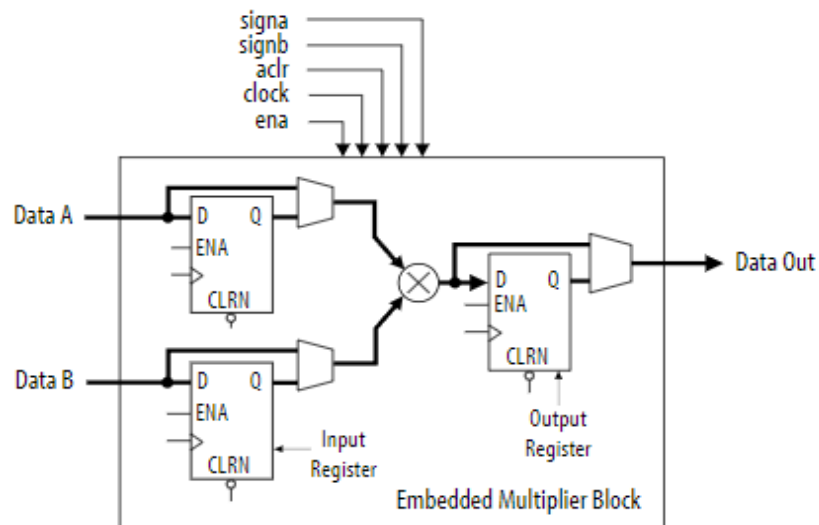 signa
signb
aclr
clock
ena
Data A
D Q
ENA
CLRN
Data B
D Q
ENA
CLRN
Input
Register
D Q
ENA
CLRN
Output
Register
Data Out
Embedded Multiplier Block